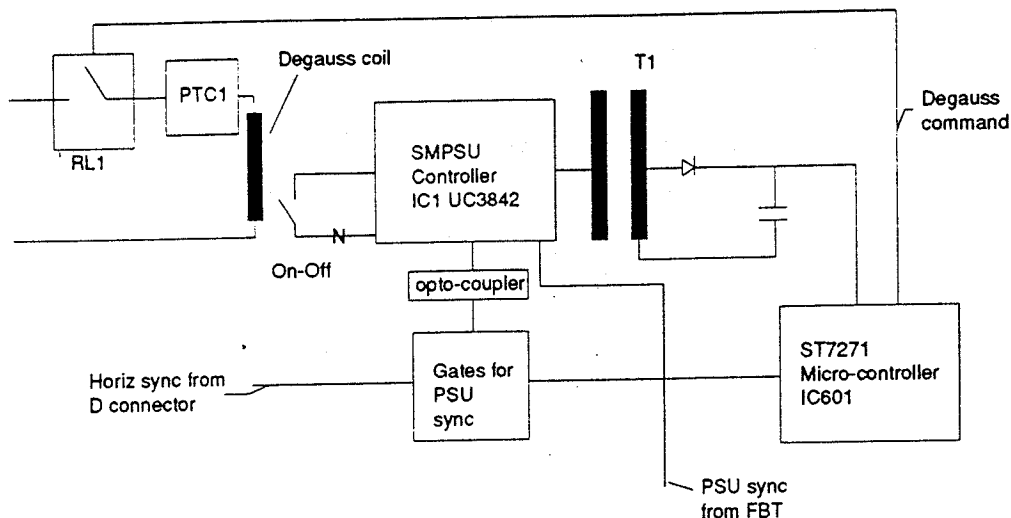 Degauss coil
T1
PTC1
RL1
SMPSU
Controller
IC1 UC3842
Degauss
command
On-Off
opto-coupler
Horiz sync from
D connector
Gates for
PSU
sync
ST7271
Micro-controller
IC601
PSU sync
from FBT